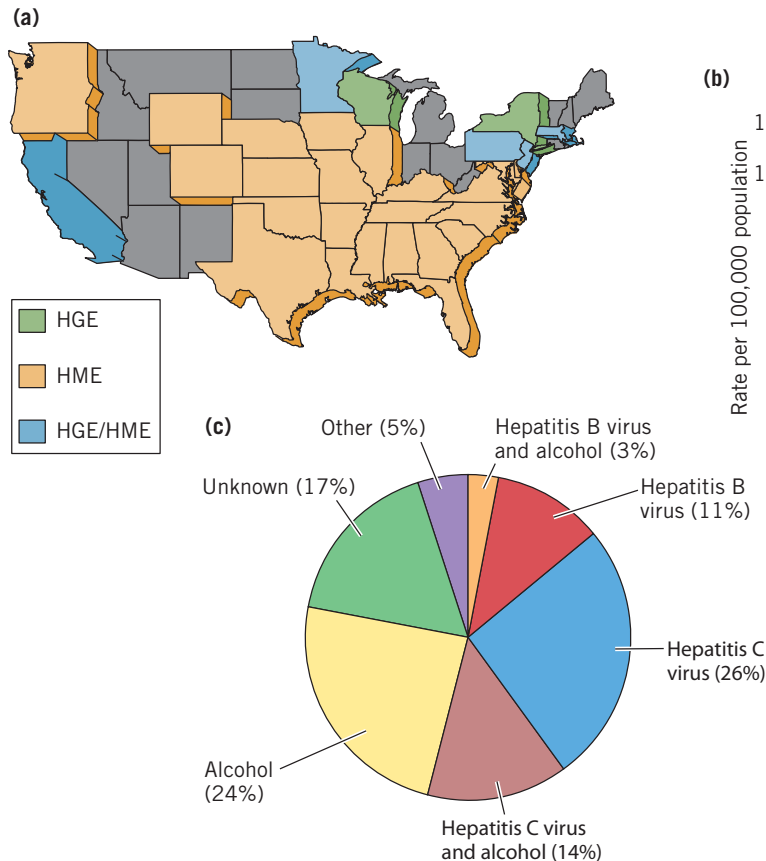 (a)
(b)
1
1
Rate per 100,000 population
HGE
HME
HGE/HME
(c)
Other (5%)
Hepatitis B virus
and alcohol (3%)
Unknown (17%)
Hepatitis B
virus (11%)
Hepatitis C
virus (26%)
Alcohol
(24%)
Hepatitis C virus
and alcohol (14%)